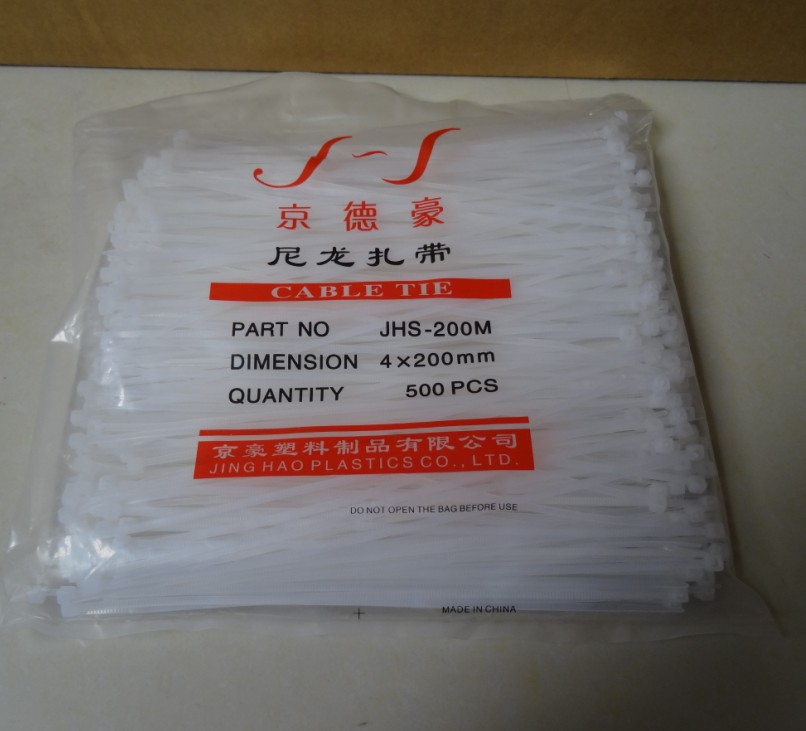 J-J
京德豪
尼龙扎带
CABLE TIE
PART NO JHS-200M
DIMENSION 4×200mm
QUANTITY 500 PCS
京豪塑料制品有限公司
JING HAO PLASTICS CO., LTD.
DO NOT OPEN THE BAG BEFORE USE
MADE IN CHINA